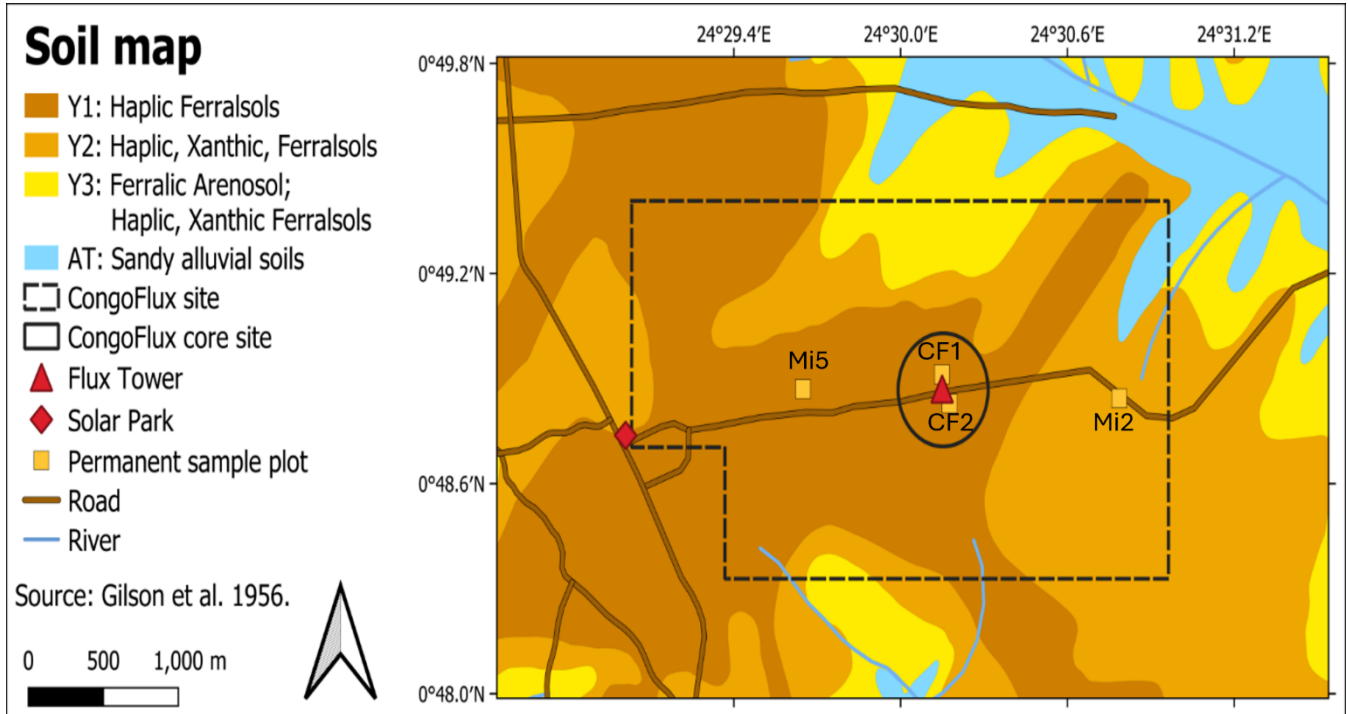 Soil map
Y1: Haplic Ferralsols
Y2: Haplic, Xanthic, Ferralsols
Y3: Ferralic Arenosol;
Haplic, Xanthic Ferralsols
AT: Sandy alluvial soils
CongoFlux site
CongoFlux core site
Flux Tower
Solar Park
Permanent sample plot
Road
River
Source: Gilson et al. 1956.
0 500 1,000 m
24°29.4'E 24°30.0'E 24°30.6'E 24°31.2'E
0°49.8'N
0°49.2'N
0°48.6'N
0°48.0'N
Mi5
CF1
CF2
Mi2